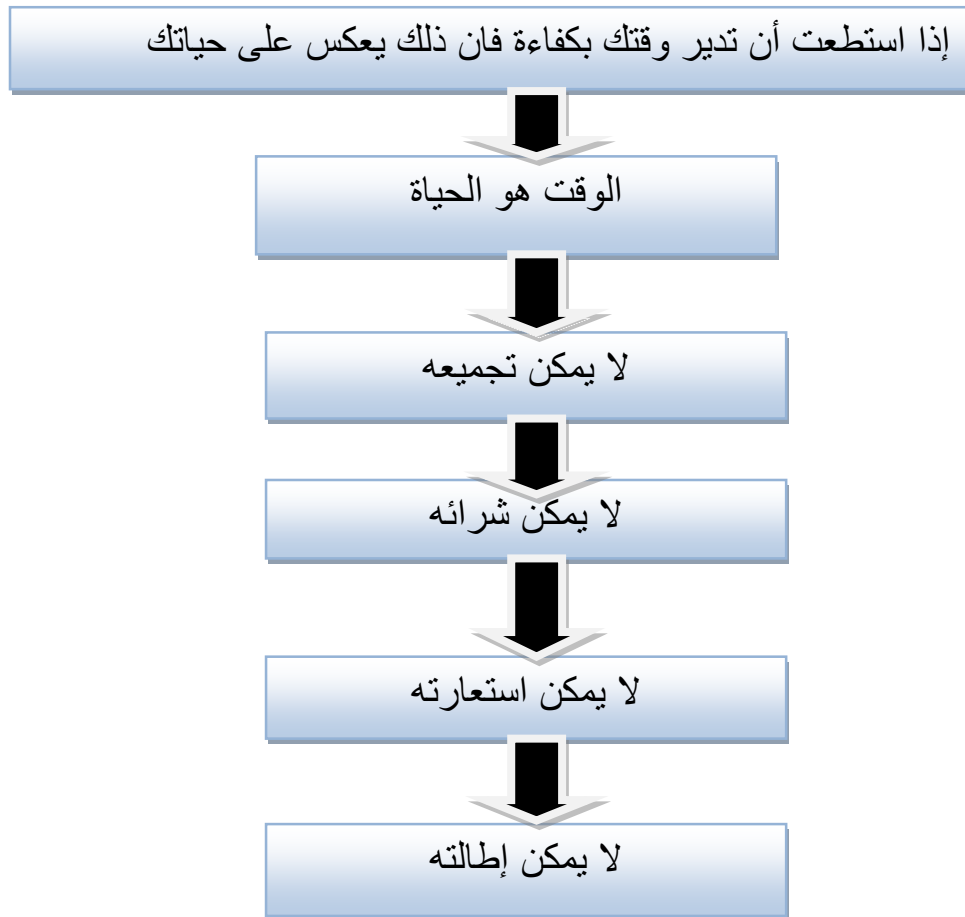 إذا استطعت أن تدير وقتك بكفاءة فان ذلك يعكس على حياتك
الوقت هو الحياة
لا يمكن تجميعه
لا يمكن شرائه
لا يمكن استعارته
لا يمكن إطالته